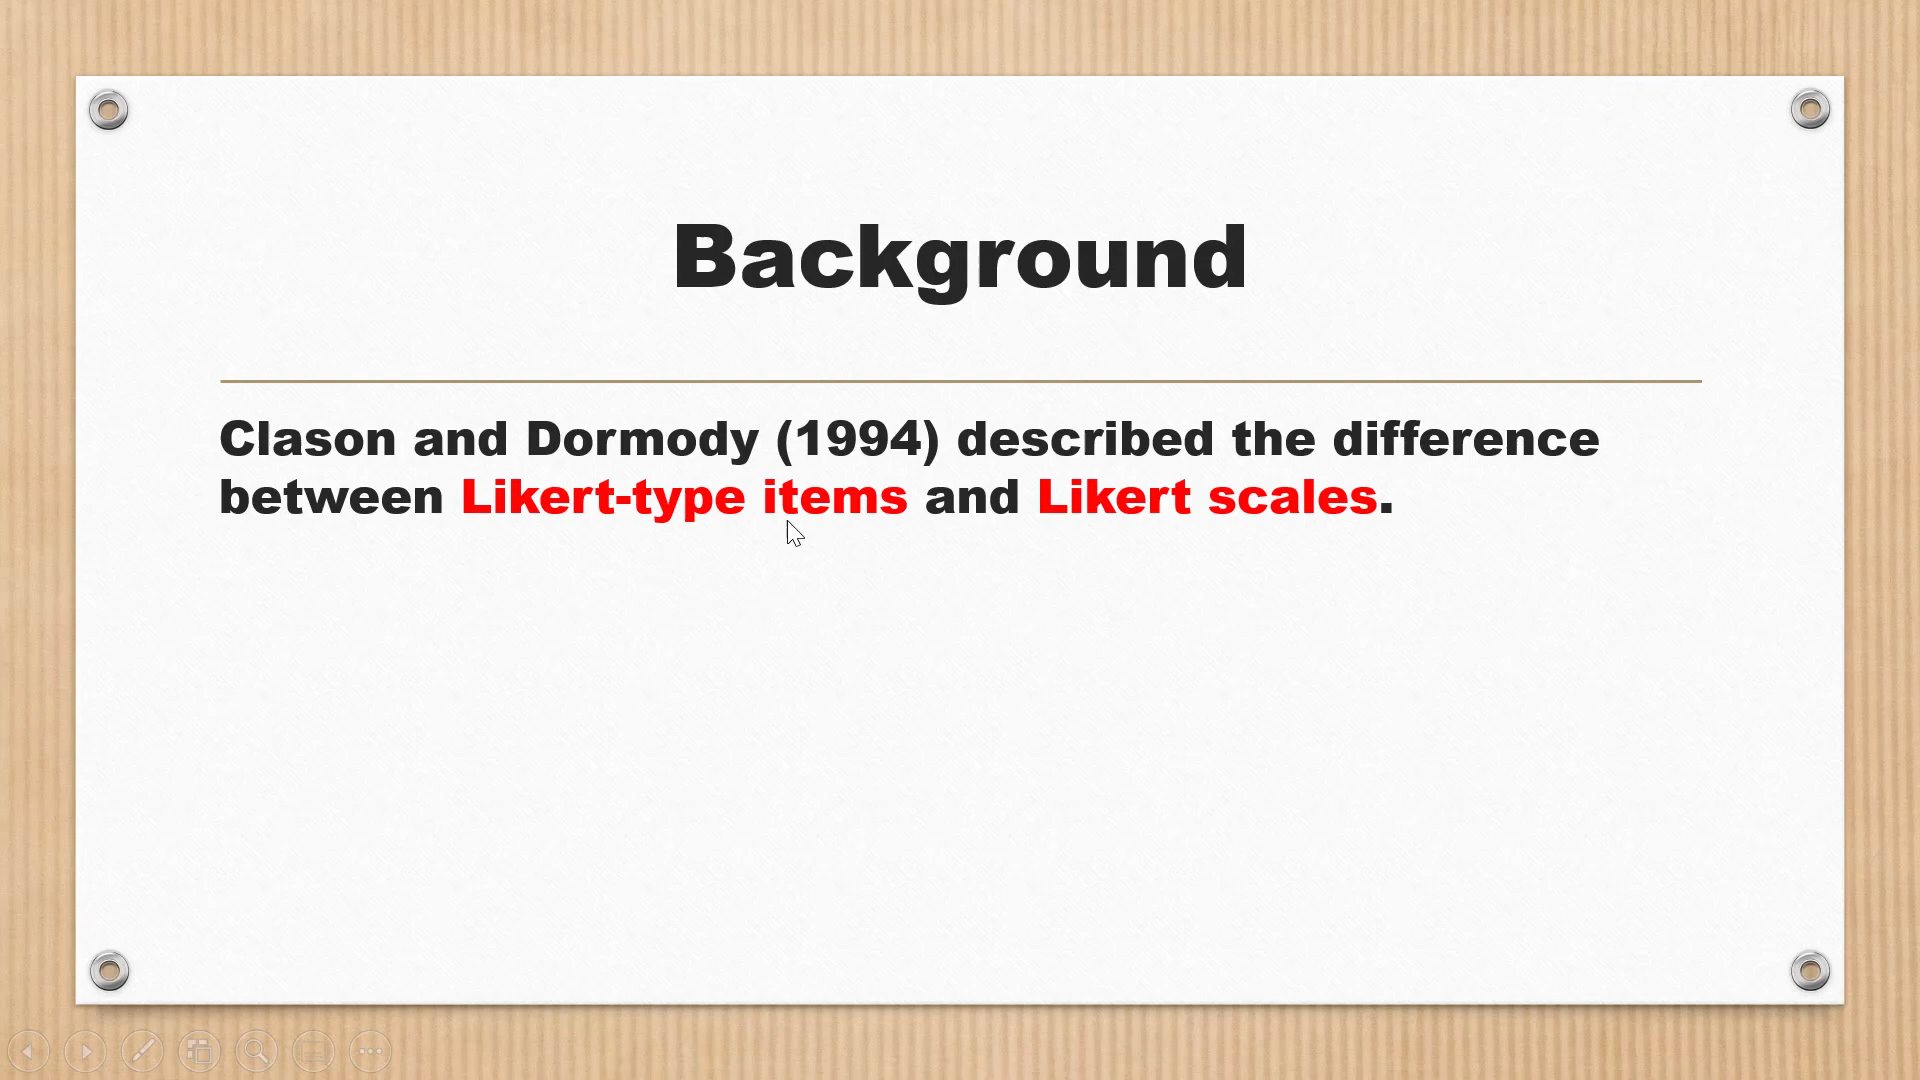 Background
Clason and Dormody (1994) described the difference
between Likert-type items and Likert scales.